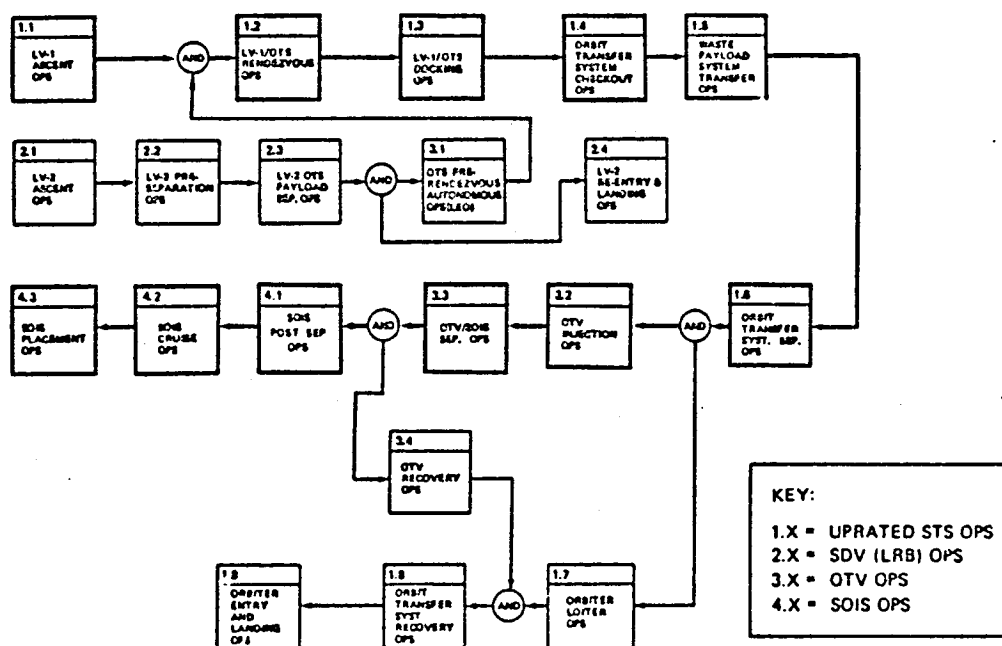 1.1
LV-1
ASCENT
OPS
AND
1.2
LV-1/OTS
RENDEZVOUS
OPS
1.3
LV-1/OTS
DOCKING
OPS
1.4
ORBIT
TRANSFER
SYSTEM
CHECKOUT
OPS
1.5
WASTE
PAYLOAD
SYSTEM
TRANSFER
OPS
2.1
LV-2
ASCENT
OPS
2.2
LV-2 PRE-
SEPARATION
OPS
2.3
LV-2 OTS
PAYLOAD
SEP. OPS
AND
3.1
OTS PRE-
RENDEZVOUS
AUTONOMOUS
OPS (LEO)
2.4
LV-2
RE-ENTRY &
LANDING
OPS
4.3
SOIS
PLACEMENT
OPS
4.2
SOIS
CRUISE
OPS
4.1
SOIS
POST SEP
OPS
AND
3.3
OTV/SOIS
SEP. OPS
3.2
OTV
INJECTION
OPS
AND
1.6
ORBIT
TRANSFER
SYST. SEP.
OPS
3.4
OTV
RECOVERY
OPS
1.9
ORBITER
ENTRY
AND
LANDING
OPS
1.8
ORBIT
TRANSFER
SYST
RECOVERY
OPS
AND
1.7
ORBITER
LOITER
OPS
KEY:
1.X = UPRATED STS OPS
2.X = SDV (LRB) OPS
3.X = OTV OPS
4.X = SOIS OPS